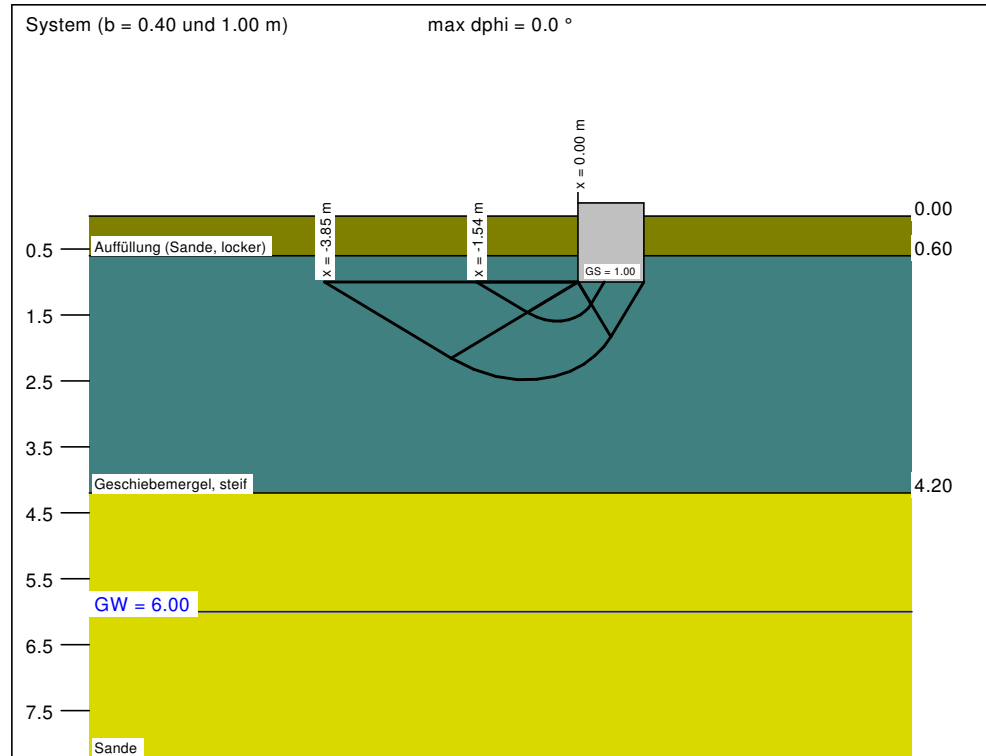 System (b = 0.40 und 1.00 m)
max dphi = 0.0 °
x = 0.00 m
x = -3.85 m
x = -1.54 m
0.00
0.5
Auffüllung (Sande, locker)
0.60
GS = 1.00
1.5
2.5
3.5
Geschiebemergel, steif
4.20
4.5
5.5
GW = 6.00
6.5
7.5
Sande